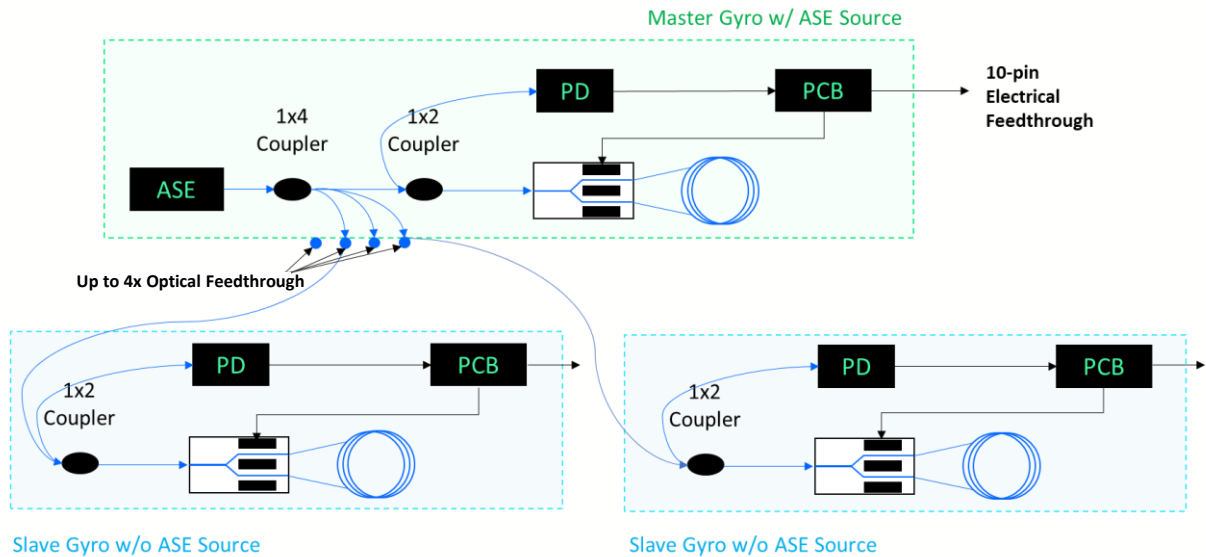 Master Gyro w/ ASE Source
PD
PCB
10-pin
Electrical
Feedthrough
1x4
Coupler
1x2
Coupler
ASE
Up to 4x Optical Feedthrough
PD
PCB
1x2
Coupler
PD
PCB
1x2
Coupler
Slave Gyro w/o ASE Source
Slave Gyro w/o ASE Source